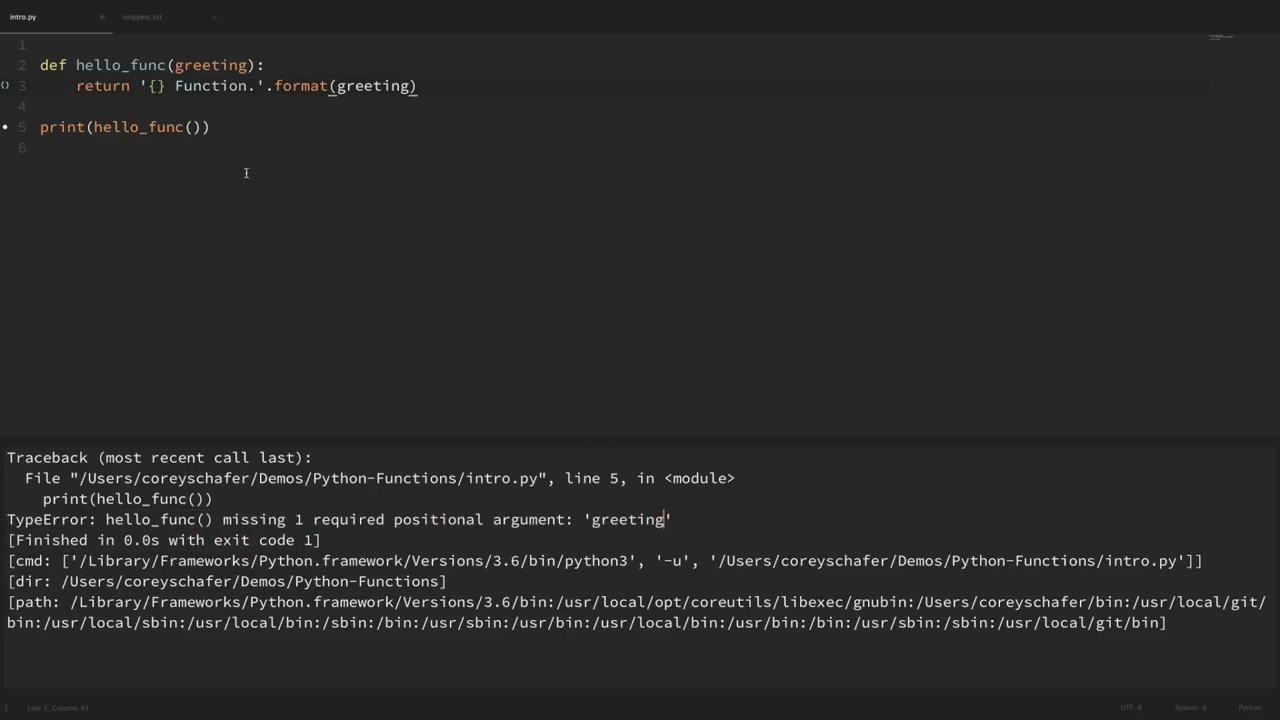 intro.py × snippets.txt ×
1
2 def hello_func(greeting):
3     return '{} Function.'.format(greeting)
4
5 print(hello_func())
6
Traceback (most recent call last):
  File "/Users/coreyschafer/Demos/Python-Functions/intro.py", line 5, in <module>
    print(hello_func())
TypeError: hello_func() missing 1 required positional argument: 'greeting'
[Finished in 0.0s with exit code 1]
[cmd: ['/Library/Frameworks/Python.framework/Versions/3.6/bin/python3', '-u', '/Users/coreyschafer/Demos/Python-Functions/intro.py']]
[dir: /Users/coreyschafer/Demos/Python-Functions]
[path: /Library/Frameworks/Python.framework/Versions/3.6/bin:/usr/local/opt/coreutils/libexec/gnubin:/Users/coreyschafer/bin:/usr/local/git/
bin:/usr/local/sbin:/usr/local/bin:/sbin:/bin:/usr/sbin:/usr/bin:/usr/local/bin:/usr/bin:/bin:/usr/sbin:/sbin:/usr/local/git/bin]
Line 3, Column 43 UTF-8 Spaces: 4 Python